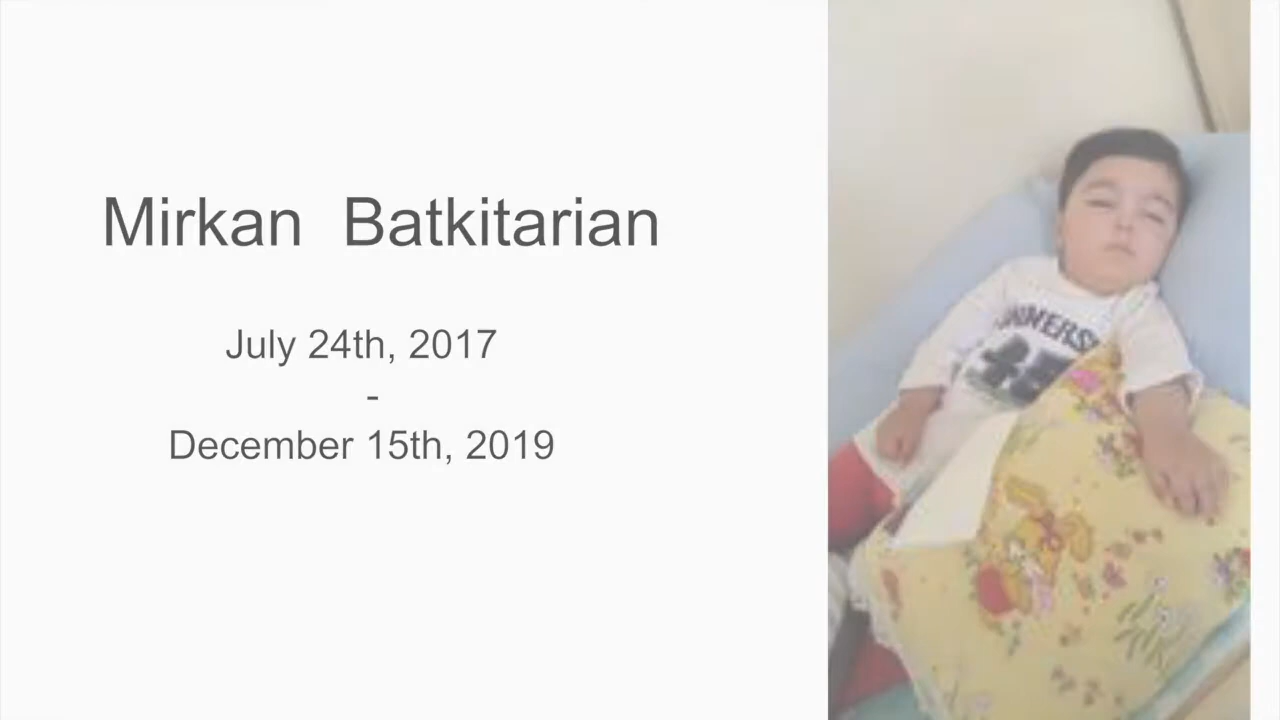 Mirkan Batkitarian
July 24th, 2017
-
December 15th, 2019